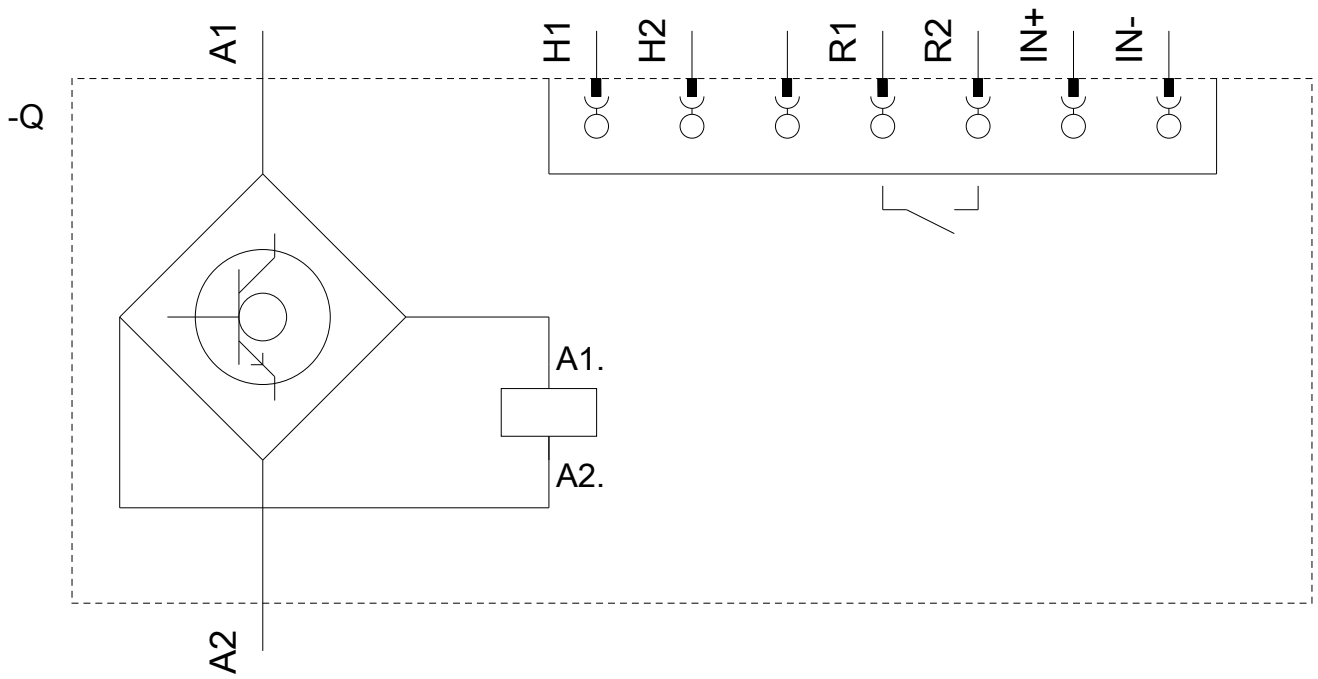 A1
H1
H2
R1
R2
IN+
IN-
-Q
A1.
A2.
A2